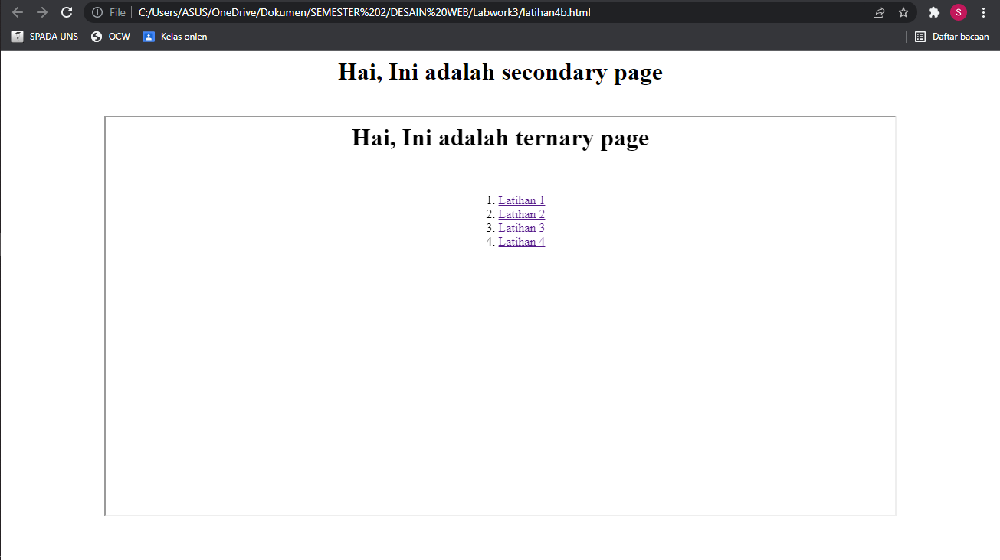 File C:/Users/ASUS/OneDrive/Dokumen/SEMESTER%202/DESAIN%20WEB/Labwork3/latihan4b.html S
SPADA UNS OCW Kelas onlen Daftar bacaan
Hai, Ini adalah secondary page
Hai, Ini adalah ternary page
1. Latihan 1
2. Latihan 2
3. Latihan 3
4. Latihan 4